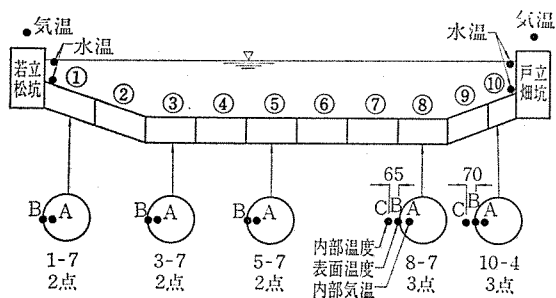 気温
気温
水温
水温
若松
立坑
戸畑
立坑
① ② ③ ④ ⑤ ⑥ ⑦ ⑧ ⑨ ⑩
65
70
B A
B A
B A
C B A
C B A
内部温度
表面温度
内部気温
1-7
2点
3-7
2点
5-7
2点
8-7
3点
10-4
3点